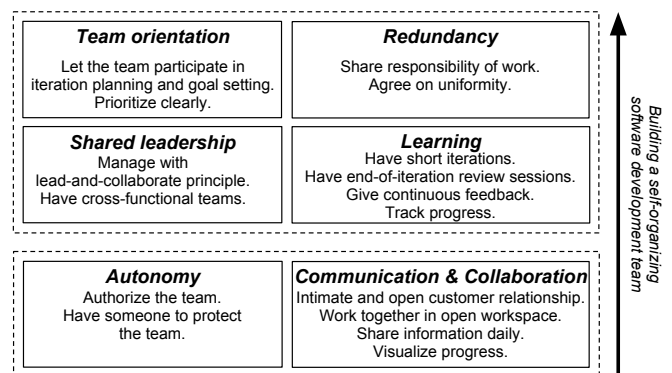 Team orientation
Let the team participate in
iteration planning and goal setting.
Prioritize clearly.
Redundancy
Share responsibility of work.
Agree on uniformity.
Shared leadership
Manage with
lead-and-collaborate principle.
Have cross-functional teams.
Learning
Have short iterations.
Have end-of-iteration review sessions.
Give continuous feedback.
Track progress.
Autonomy
Authorize the team.
Have someone to protect
the team.
Communication & Collaboration
Intimate and open customer relationship.
Work together in open workspace.
Share information daily.
Visualize progress.
Building a self-organizing
software development team